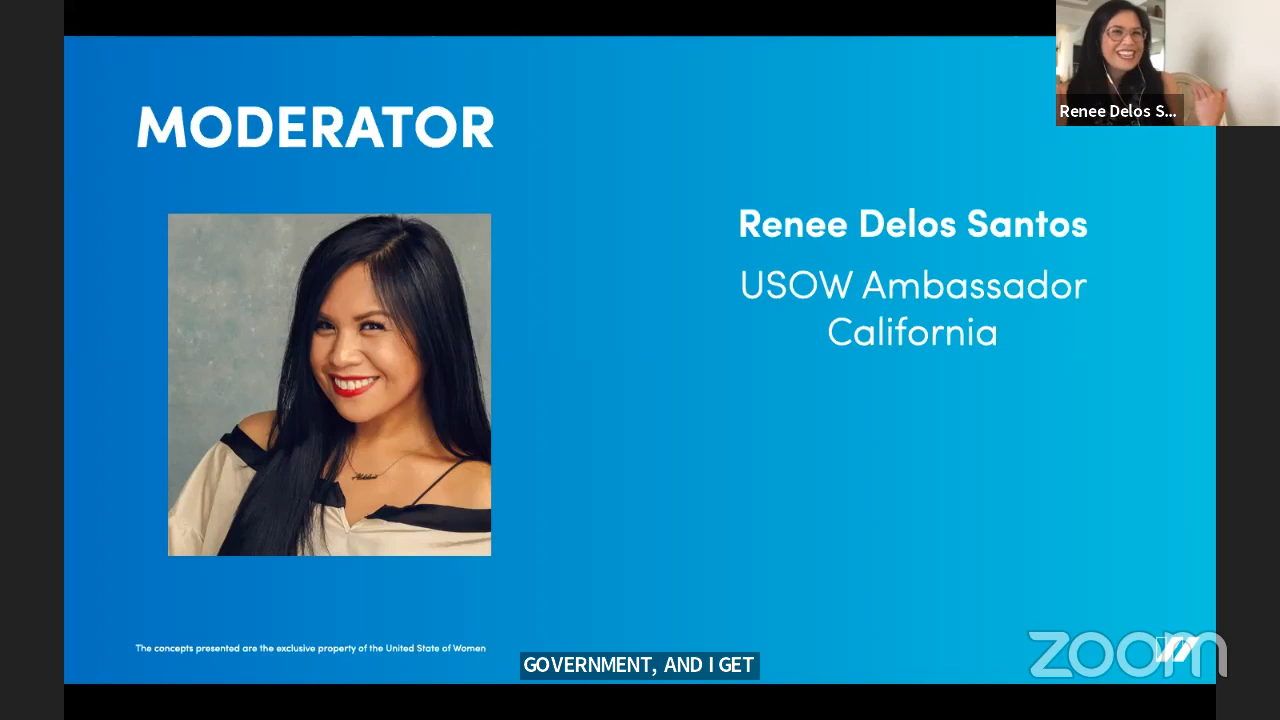 MODERATOR
Renee Delos S...
Renee Delos Santos
USOW Ambassador
California
The concepts presented are the exclusive property of the United State of Women
GOVERNMENT, AND I GET
zoom